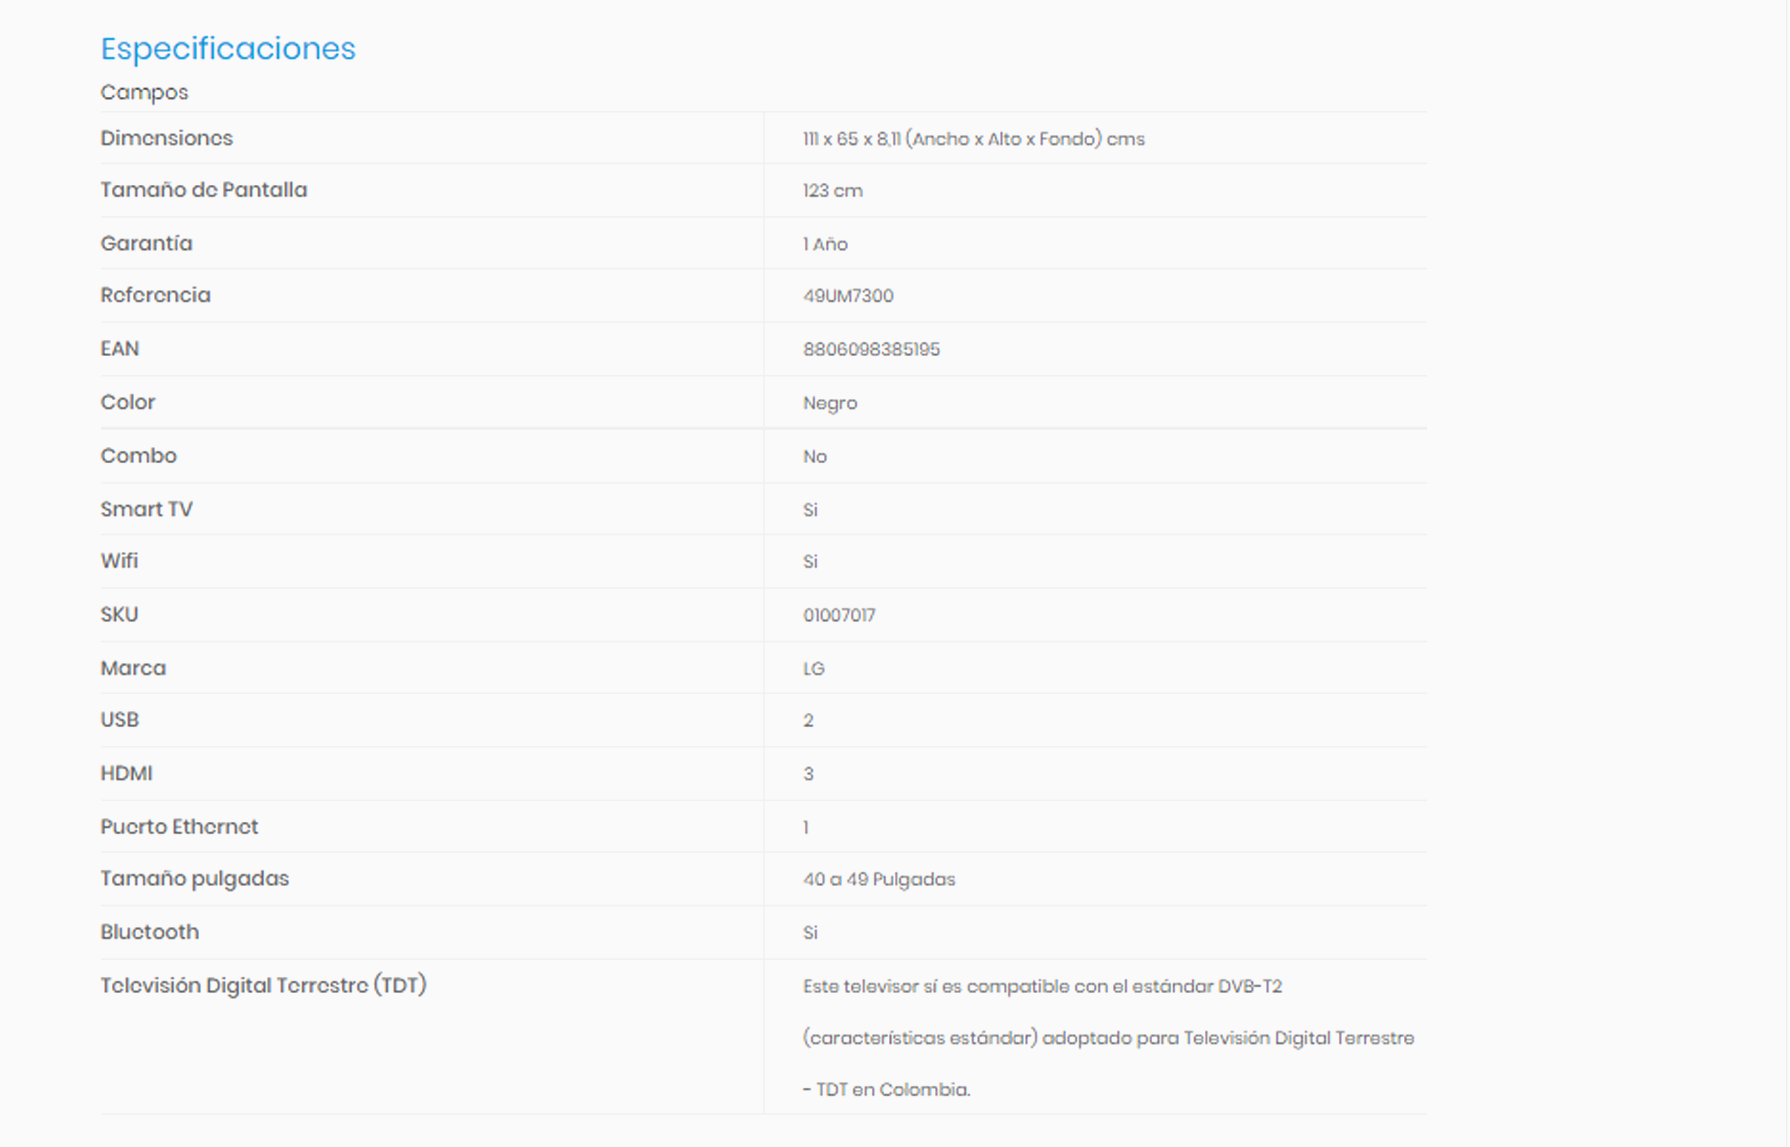 Especificaciones
Campos
Dimensiones 111 x 65 x 8,11 (Ancho x Alto x Fondo) cms
Tamaño de Pantalla 123 cm
Garantía 1 Año
Referencia 49UM7300
EAN 8806098385195
Color Negro
Combo No
Smart TV Si
Wifi Si
SKU 01007017
Marca LG
USB 2
HDMI 3
Puerto Ethernet 1
Tamaño pulgadas 40 a 49 Pulgadas
Bluetooth Si
Televisión Digital Terrestre (TDT) Este televisor sí es compatible con el estándar DVB-T2
(características estándar) adoptado para Televisión Digital Terrestre
- TDT en Colombia.